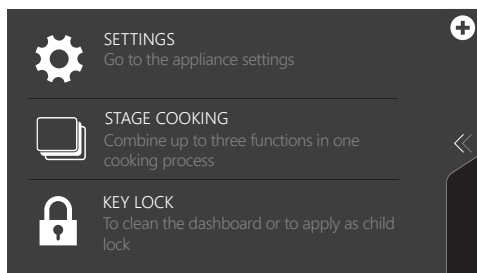 SETTINGS
Go to the appliance settings
STAGE COOKING
Combine up to three functions in one
cooking process
KEY LOCK
To clean the dashboard or to apply as child
lock